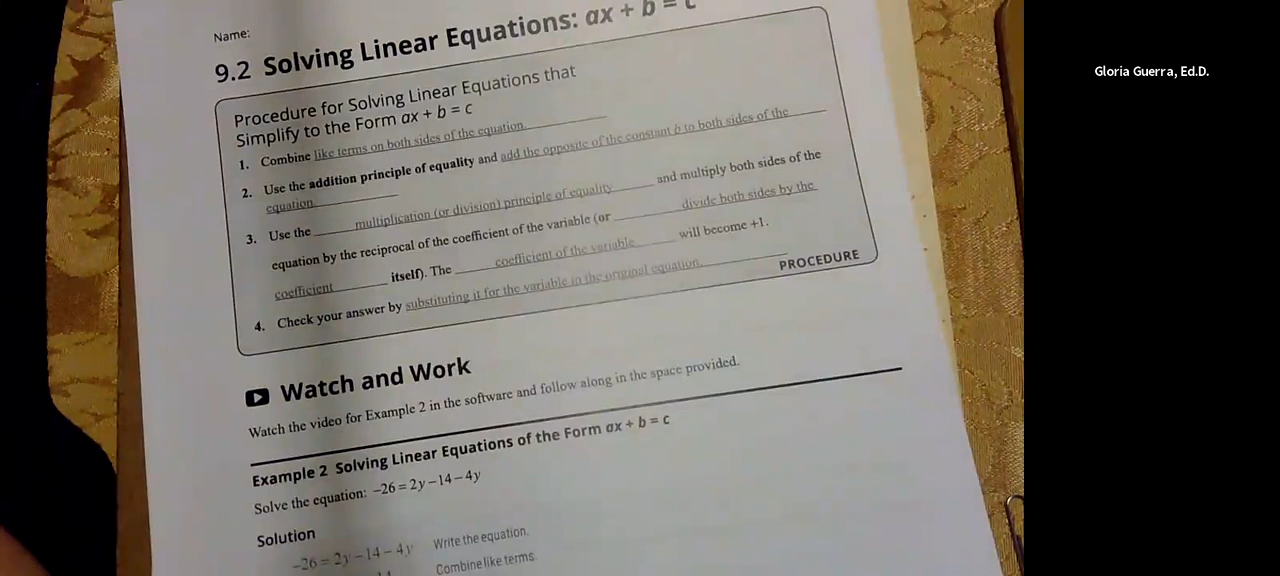 Name:
9.2 Solving Linear Equations: ax + b = c
Procedure for Solving Linear Equations that
Simplify to the Form ax + b = c
1. Combine like terms on both sides of the equation.
2. Use the addition principle of equality and add the opposite of the constant b to both sides of the
equation.
3. Use the multiplication (or division) principle of equality and multiply both sides of the
equation by the reciprocal of the coefficient of the variable (or divide both sides by the
coefficient itself). The coefficient of the variable will become +1.
4. Check your answer by substituting it for the variable in the original equation.
PROCEDURE
Watch and Work
Watch the video for Example 2 in the software and follow along in the space provided.
Example 2 Solving Linear Equations of the Form ax + b = c
Solve the equation: −26 = 2y − 14 − 4y
Solution
−26 = 2y − 14 − 4y Write the equation.
Combine like terms.
Gloria Guerra, Ed.D.